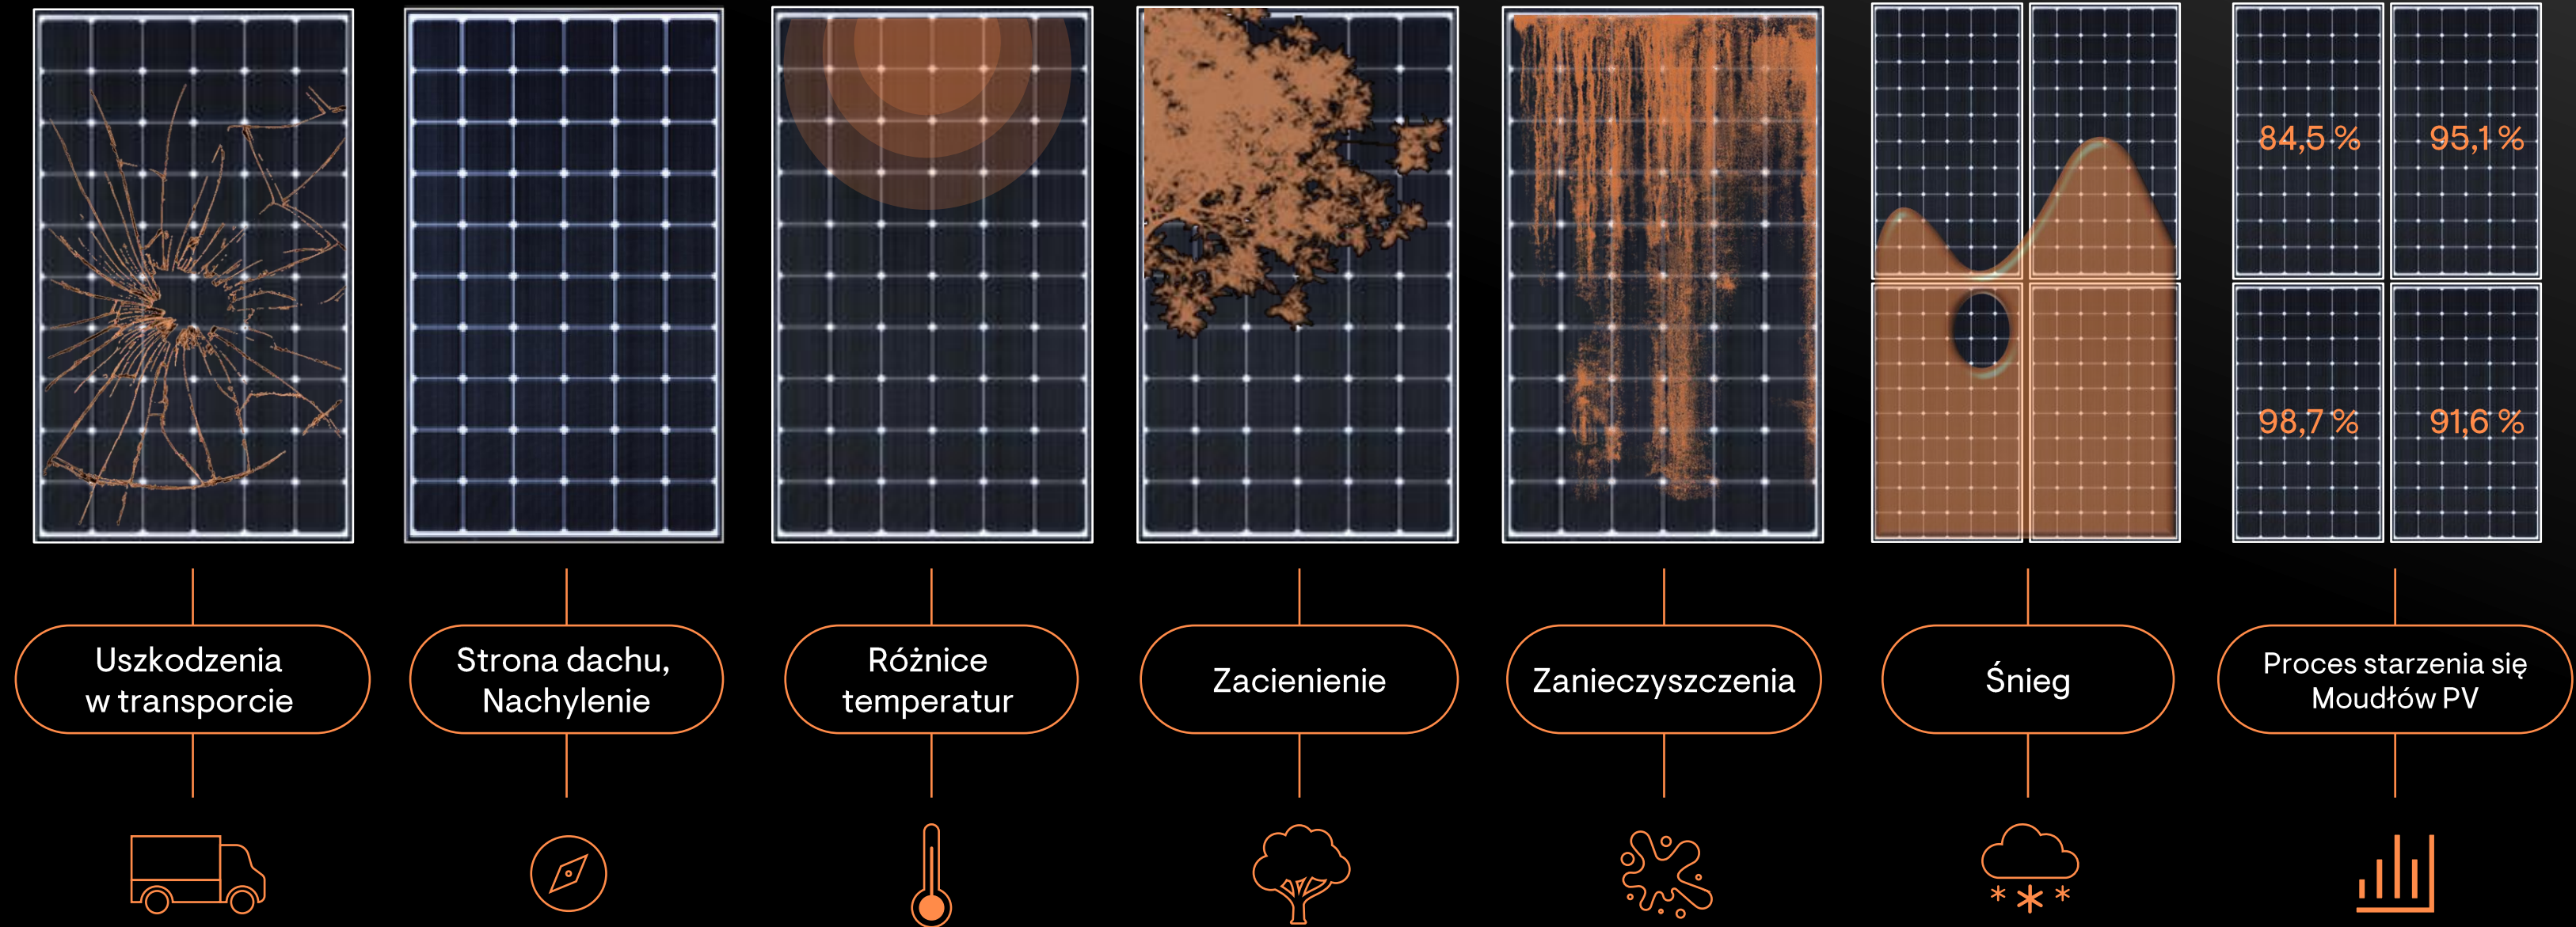 84,5 %
95,1 %
98,7 %
91,6 %
Uszkodzenia
w transporcie
Strona dachu,
Nachylenie
Różnice
temperatur
Zacienienie
Zanieczyszczenia
Śnieg
Proces starzenia się
Moudłów PV